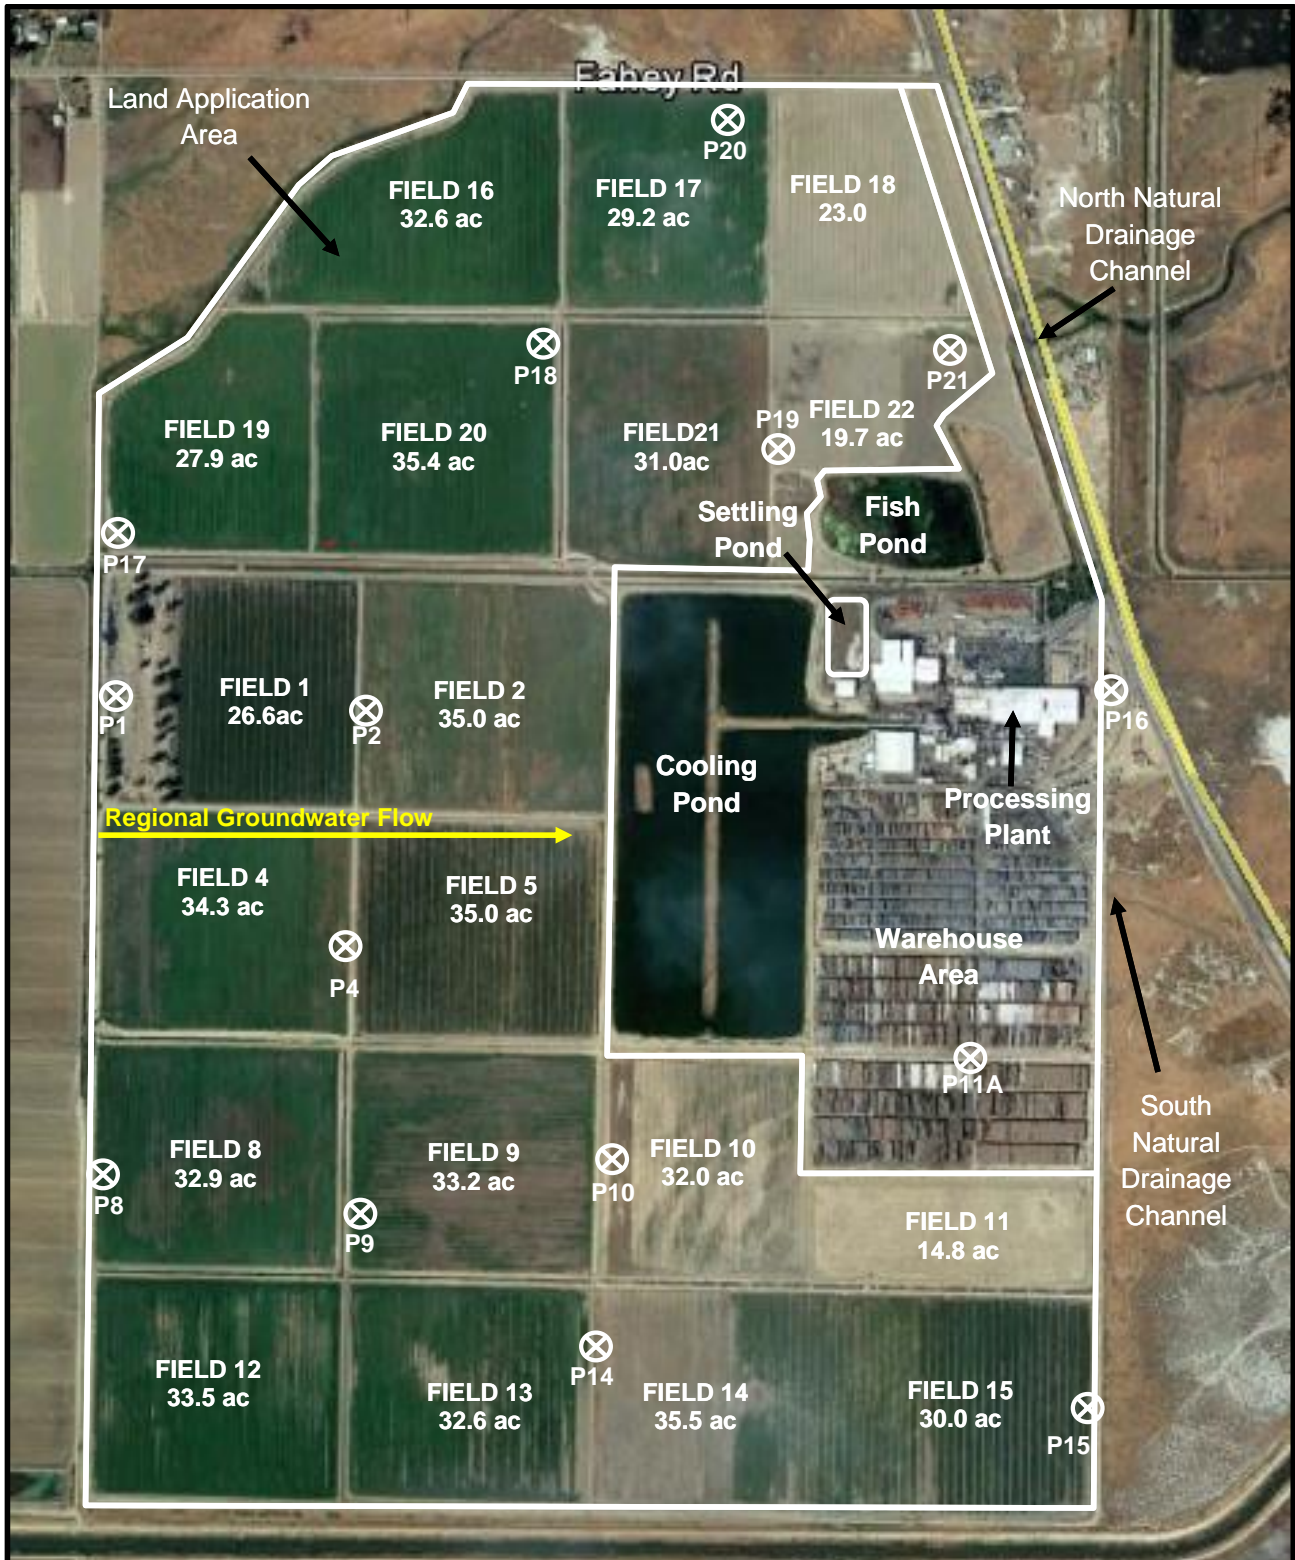 Fahey Rd
Land Application
Area
P20
FIELD 16
32.6 ac
FIELD 17
29.2 ac
FIELD 18
23.0
North Natural
Drainage
Channel
P18
P21
FIELD 19
27.9 ac
FIELD 20
35.4 ac
FIELD21
31.0ac
P19
FIELD 22
19.7 ac
Settling
Pond
Fish
Pond
P17
FIELD 1
26.6ac
FIELD 2
35.0 ac
P1
P2
P16
Cooling
Pond
Processing
Plant
Regional Groundwater Flow
FIELD 4
34.3 ac
FIELD 5
35.0 ac
Warehouse
Area
P4
P11A
South
Natural
Drainage
Channel
FIELD 8
32.9 ac
FIELD 9
33.2 ac
FIELD 10
32.0 ac
P8
P9
P10
FIELD 11
14.8 ac
FIELD 12
33.5 ac
FIELD 13
32.6 ac
P14
FIELD 14
35.5 ac
FIELD 15
30.0 ac
P15